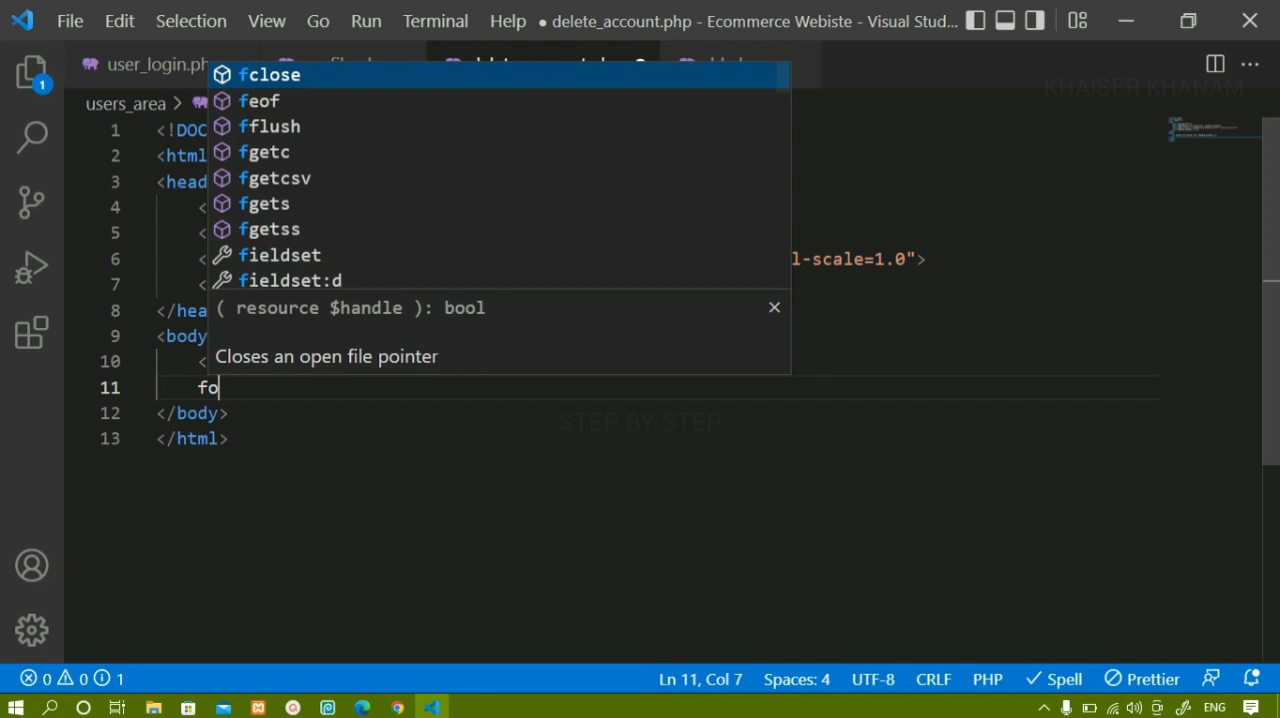 File Edit Selection View Go Run Terminal Help ● delete_account.php - Ecommerce Webiste - Visual Stud...
user_login.ph
KHAISER KHANAM
users_area >
1 <!DOC
2 <html
3 <head
4 <
5 <
6 < l-scale=1.0">
7 <
8 </hea
9 <body
10 <
11 fo
12 </body>
13 </html>
fclose
feof
fflush
fgetc
fgetcsv
fgets
fgetss
fieldset
fieldset:d
( resource $handle ): bool
Closes an open file pointer
STEP BY STEP
1
0 0 1 Ln 11, Col 7 Spaces: 4 UTF-8 CRLF PHP Spell Prettier
ENG